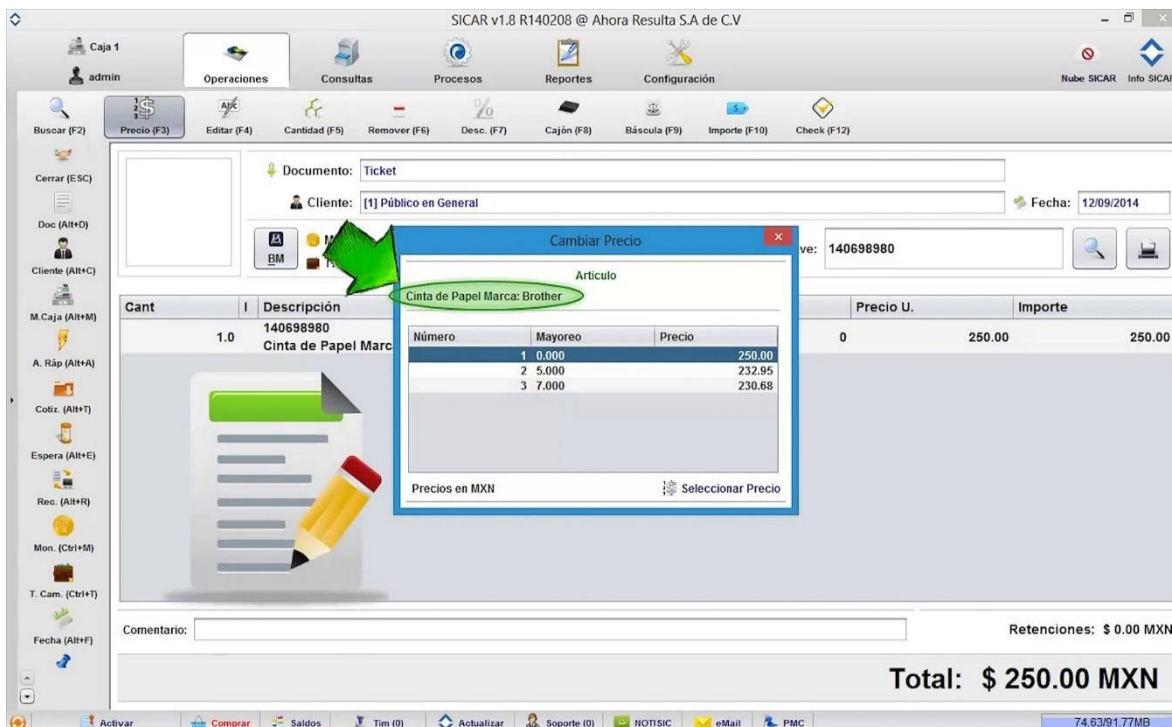 SICAR v1.8 R140208 @ Ahora Resulta S.A de C.V
Caja 1
admin
Operaciones
Consultas
Procesos
Reportes
Configuración
Nube SICAR
Info SICAR
Buscar (F2)
Precio (F3)
Editar (F4)
Cantidad (F5)
Remover (F6)
Desc. (F7)
Cajón (F8)
Báscula (F9)
Importe (F10)
Check (F12)
Cerrar (ESC)
Doc (Alt+D)
Cliente (Alt+C)
M.Caja (Alt+M)
A. Ráp (Alt+A)
Cotiz. (Alt+T)
Espera (Alt+E)
Rec. (Alt+R)
Mon. (Ctrl+M)
T. Cam. (Ctrl+T)
Fecha (Alt+F)
Documento: Ticket
Cliente: [1] Público en General
Fecha: 12/09/2014
BM
ve: 140698980
Cant I Descripción Precio U. Importe
1.0 140698980 0 250.00 250.00
Cinta de Papel Marc
Cambiar Precio
Artículo
Cinta de Papel Marca: Brother
Número Mayoreo Precio
1 0.000 250.00
2 5.000 232.95
3 7.000 230.68
Precios en MXN
Seleccionar Precio
Comentario:
Retenciones: $ 0.00 MXN
Total: $ 250.00 MXN
Activar
Comprar
Saldos
Tim (0)
Actualizar
Soporte (0)
NOTISIC
eMail
PMC
74.63/91.77MB